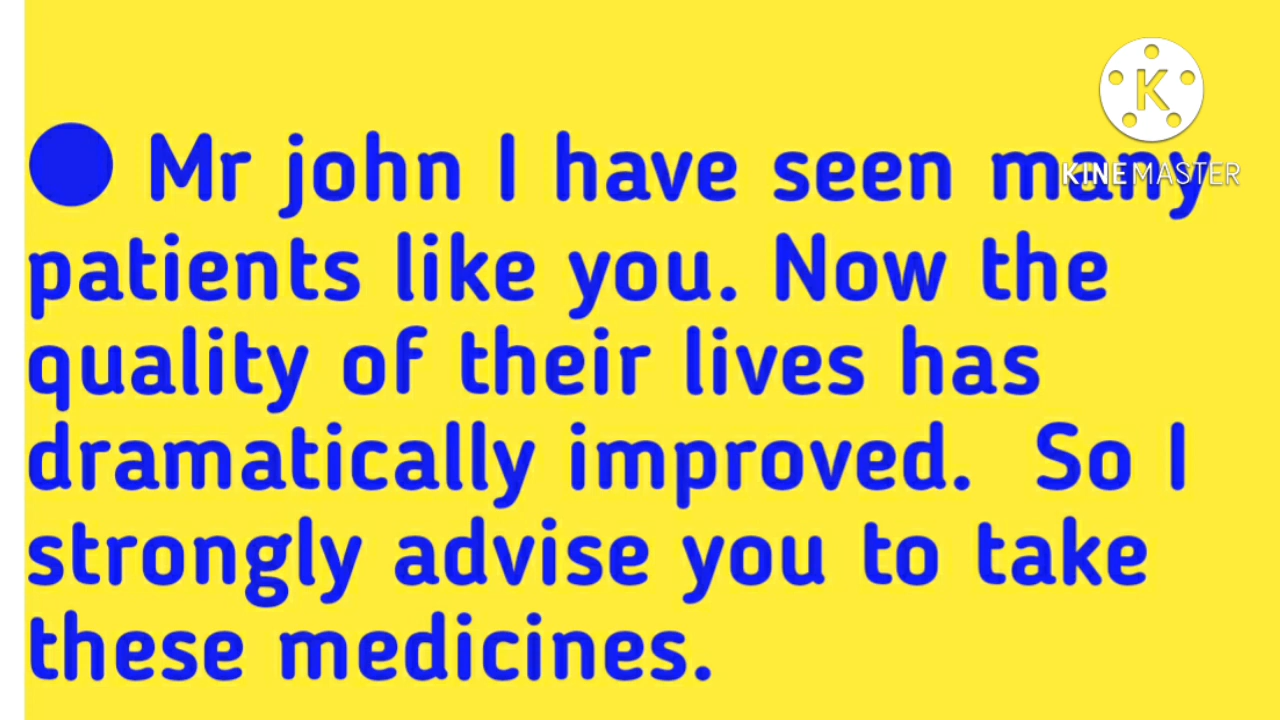 K
KINEMASTER
● Mr john I have seen many
patients like you. Now the
quality of their lives has
dramatically improved.  So I
strongly advise you to take
these medicines.